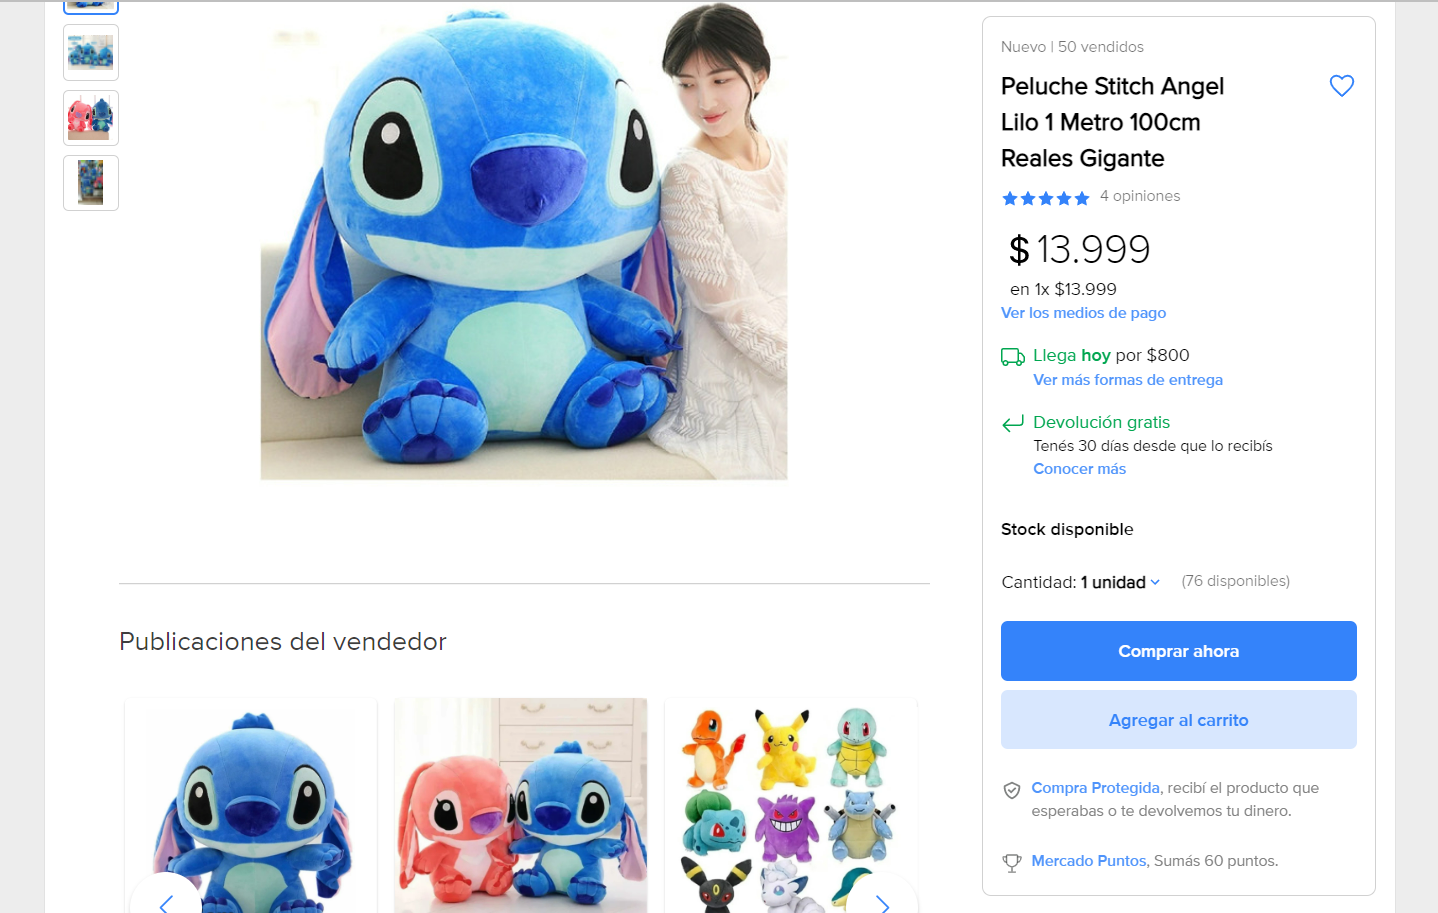 Nuevo | 50 vendidos
Peluche Stitch Angel
Lilo 1 Metro 100cm
Reales Gigante
4 opiniones
$ 13.999
en 1x $13.999
Ver los medios de pago
Llega hoy por $800
Ver más formas de entrega
Devolución gratis
Tenés 30 días desde que lo recibís
Conocer más
Stock disponible
Cantidad: 1 unidad (76 disponibles)
Comprar ahora
Agregar al carrito
Compra Protegida, recibí el producto que
esperabas o te devolvemos tu dinero.
Mercado Puntos, Sumás 60 puntos.
Publicaciones del vendedor